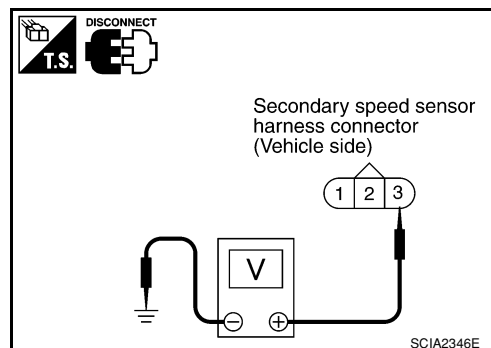 DISCONNECT
T.S.
Secondary speed sensor
harness connector
(Vehicle side)
1 2 3
V
− +
SCIA2346E